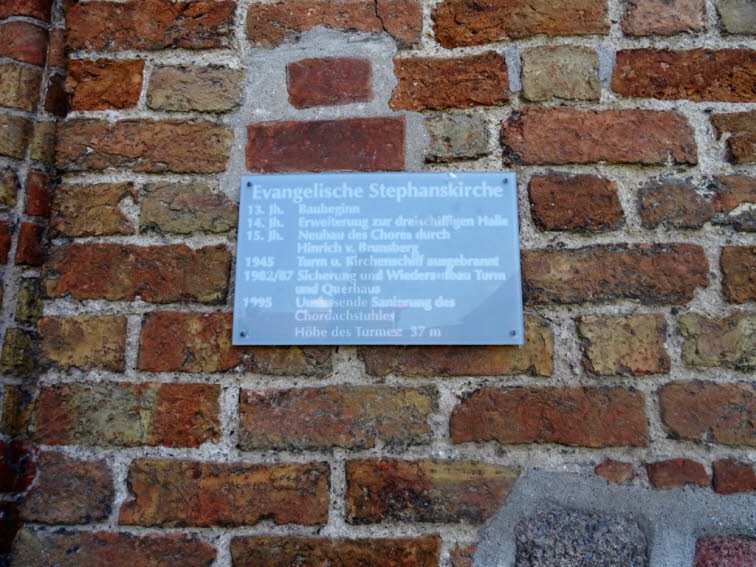 Evangelische Stephanskirche
13. Jh. Baubeginn
14. Jh. Erweiterung zur dreischiffigen Halle
15. Jh. Neubau des Chores durch
Hinrich v. Brunsberg
1945 Turm u. Kirchenschiff ausgebrannt
1982/87 Sicherung und Wiederaufbau Turm
und Querhaus
1995 Umfassende Sanierung des
Chordachstuhles
Höhe des Turmes: 37 m